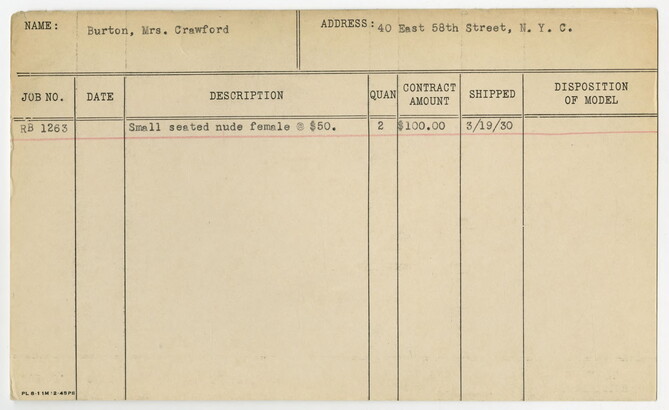 NAME: Burton, Mrs. Crawford ADDRESS: 40 East 58th Street, N. Y. C.
JOB NO. DATE DESCRIPTION QUAN CONTRACT AMOUNT SHIPPED DISPOSITION OF MODEL
RB 1263 Small seated nude female @ $50. 2 $100.00 3/19/30